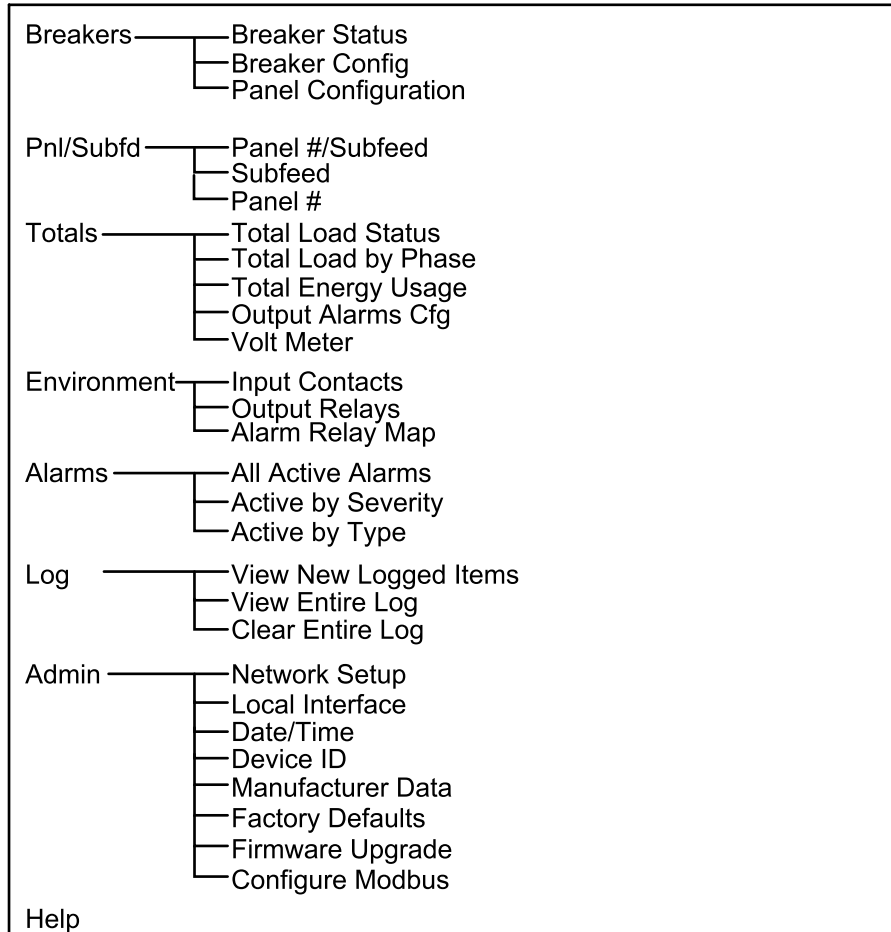 Breakers Breaker Status
Breaker Config
Panel Configuration
Pnl/Subfd Panel #/Subfeed
Subfeed
Panel #
Totals Total Load Status
Total Load by Phase
Total Energy Usage
Output Alarms Cfg
Volt Meter
Environment Input Contacts
Output Relays
Alarm Relay Map
Alarms All Active Alarms
Active by Severity
Active by Type
Log View New Logged Items
View Entire Log
Clear Entire Log
Admin Network Setup
Local Interface
Date/Time
Device ID
Manufacturer Data
Factory Defaults
Firmware Upgrade
Configure Modbus
Help